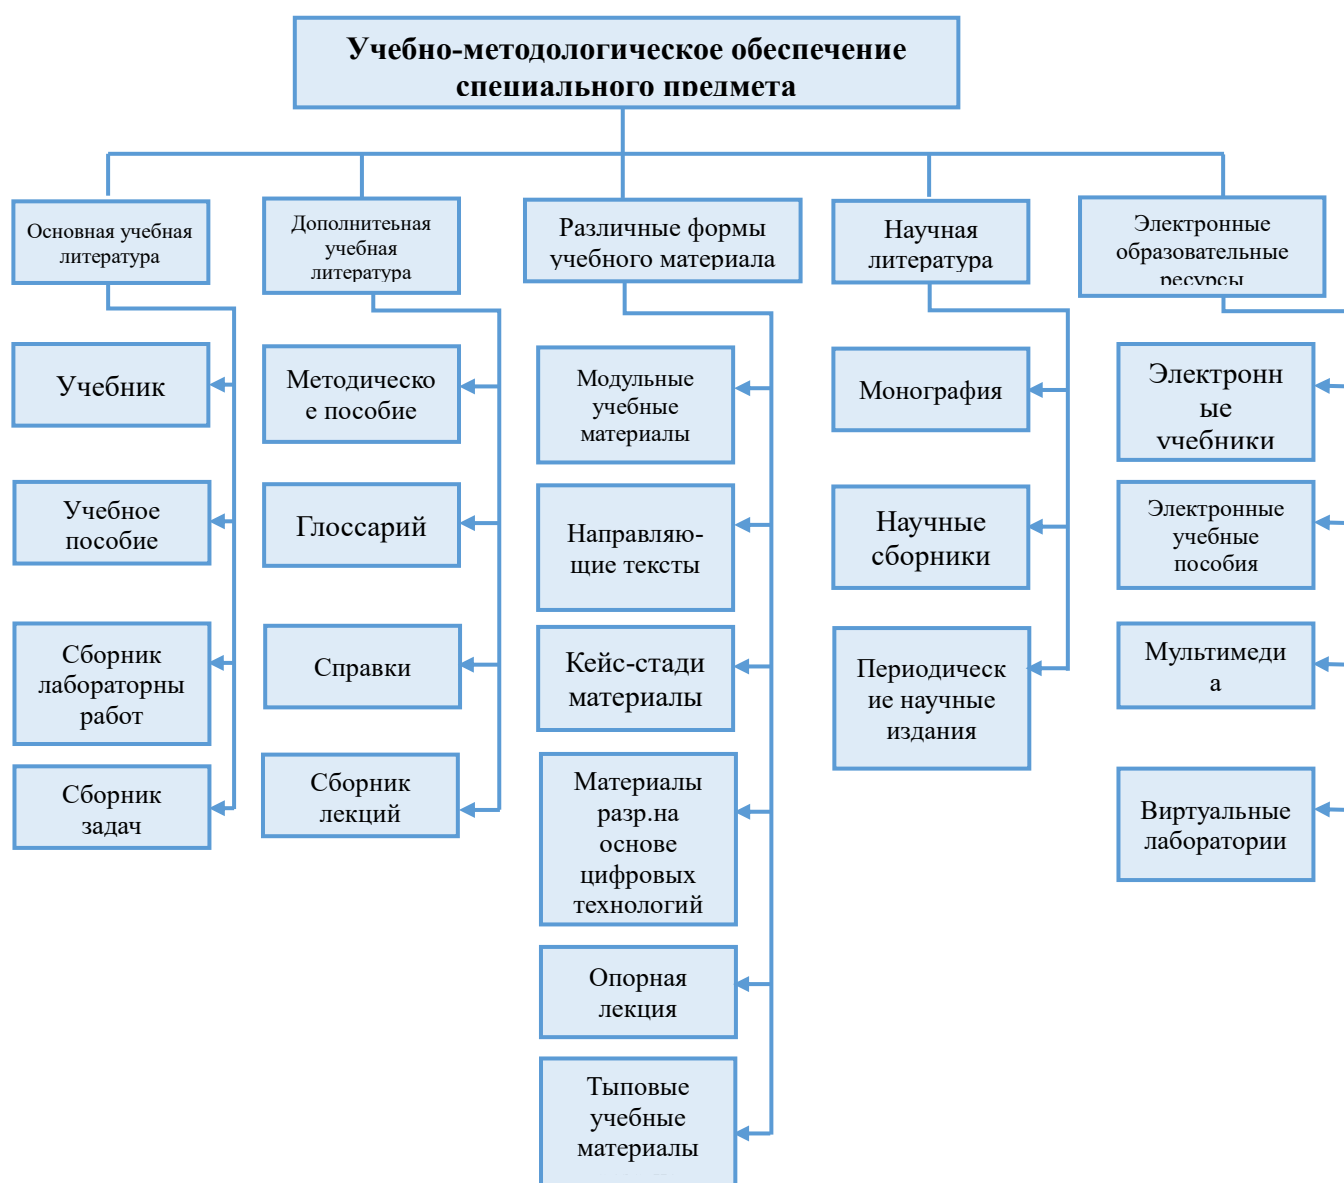 Учебно-методологическое обеспечение
специального предмета
Основная учебная
литература
Дополнитеьная
учебная
литература
Различные формы
учебного материала
Научная
литература
Электронные
образовательные
ресурсы
Учебник
Учебное
пособие
Сборник
лабораторны
работ
Сборник
задач
Методическо
е пособие
Глоссарий
Справки
Сборник
лекций
Модульные
учебные
материалы
Направляю-
щие тексты
Кейс-стади
материалы
Материалы
разр.на
основе
цифровых
технологий
Опорная
лекция
Тыповые
учебные
материалы
Монография
Научные
сборники
Периодическ
ие научные
издания
Электронн
ые
учебники
Электронные
учебные
пособия
Мультимеди
а
Виртуальные
лаборатории